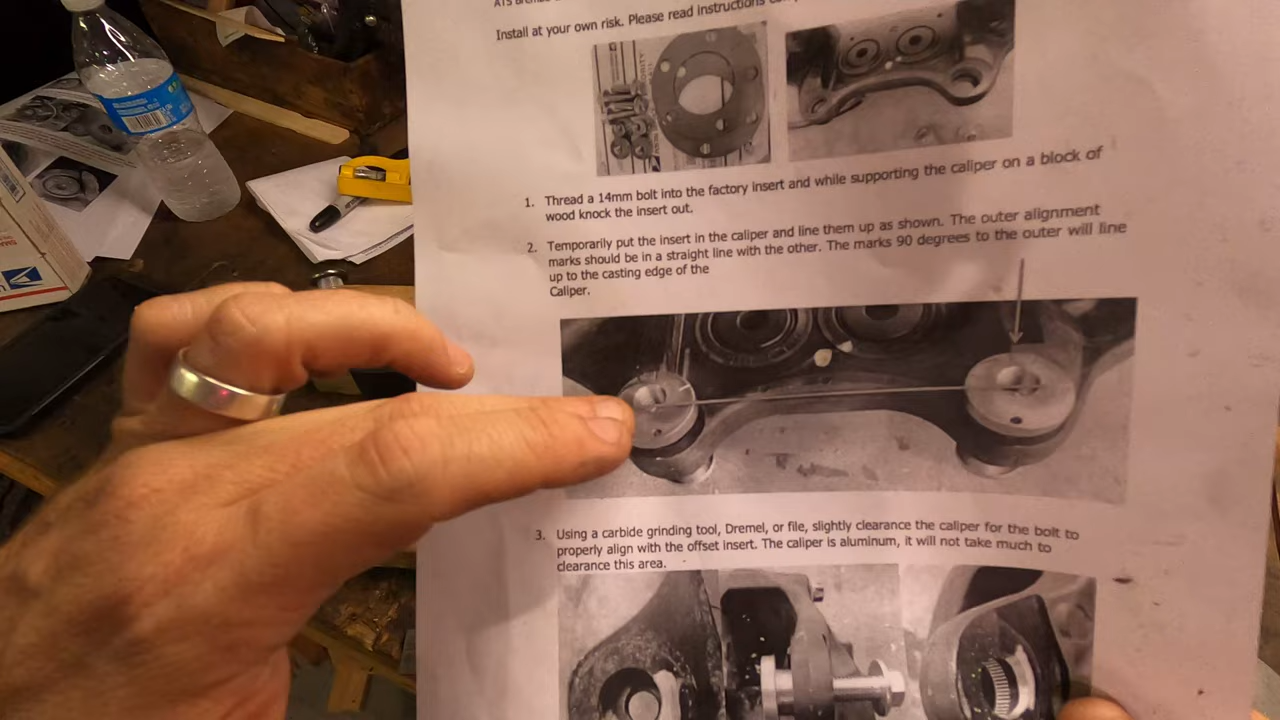 Install at your own risk. Please read instructions
1. Thread a 14mm bolt into the factory insert and while supporting the caliper on a block of
wood knock the insert out.
2. Temporarily put the insert in the caliper and line them up as shown. The outer alignment
marks should be in a straight line with the other. The marks 90 degrees to the outer will line
up to the casting edge of the
Caliper.
3. Using a carbide grinding tool, Dremel, or file, slightly clearance the caliper for the bolt to
properly align with the offset insert. The caliper is aluminum, it will not take much to
clearance this area.